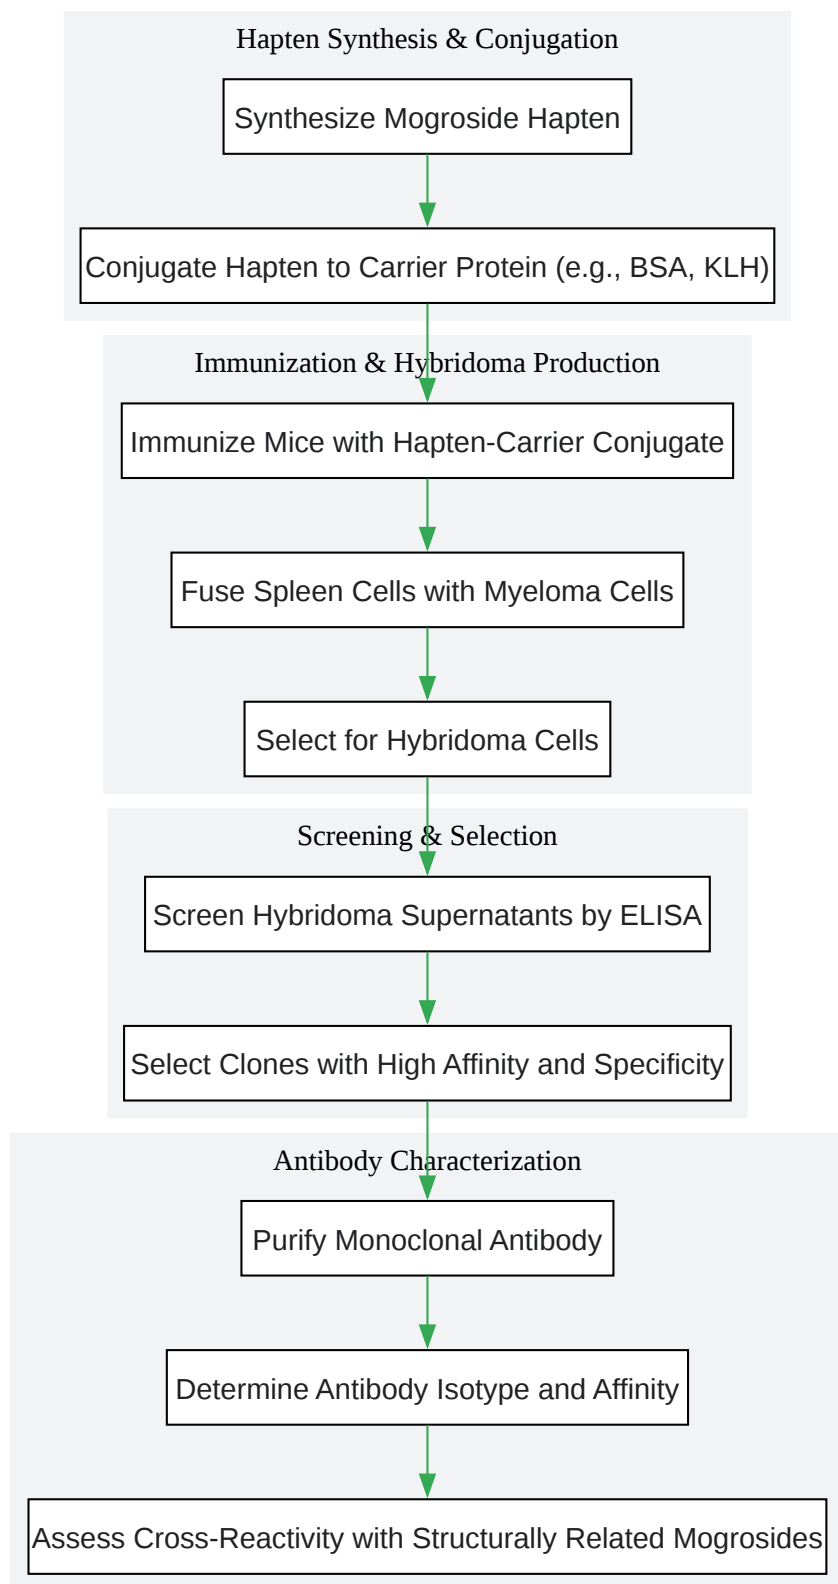 Hapten Synthesis & Conjugation
Synthesize Mogroside Hapten
Conjugate Hapten to Carrier Protein (e.g., BSA, KLH)
Immunization & Hybridoma Production
Immunize Mice with Hapten-Carrier Conjugate
Fuse Spleen Cells with Myeloma Cells
Select for Hybridoma Cells
Screening & Selection
Screen Hybridoma Supernatants by ELISA
Select Clones with High Affinity and Specificity
Antibody Characterization
Purify Monoclonal Antibody
Determine Antibody Isotype and Affinity
Assess Cross-Reactivity with Structurally Related Mogrosides